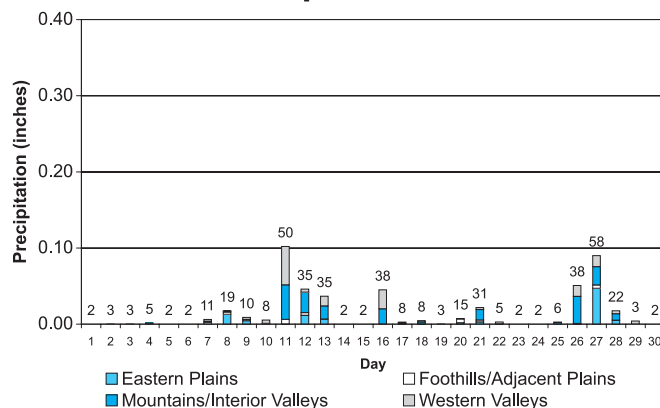 0.40
0.30
0.20
0.10
0.00
Precipitation (inches)
2 3 3 5 2 2 11 19 10 8 50 35 35 2 2 38 8 8 3 15 31 5 2 2 6 38 58 22 3 2
1 2 3 4 5 6 7 8 9 10 11 12 13 14 15 16 17 18 19 20 21 22 23 24 25 26 27 28 29 30
Day
Eastern Plains Foothills/Adjacent Plains
Mountains/Interior Valleys Western Valleys